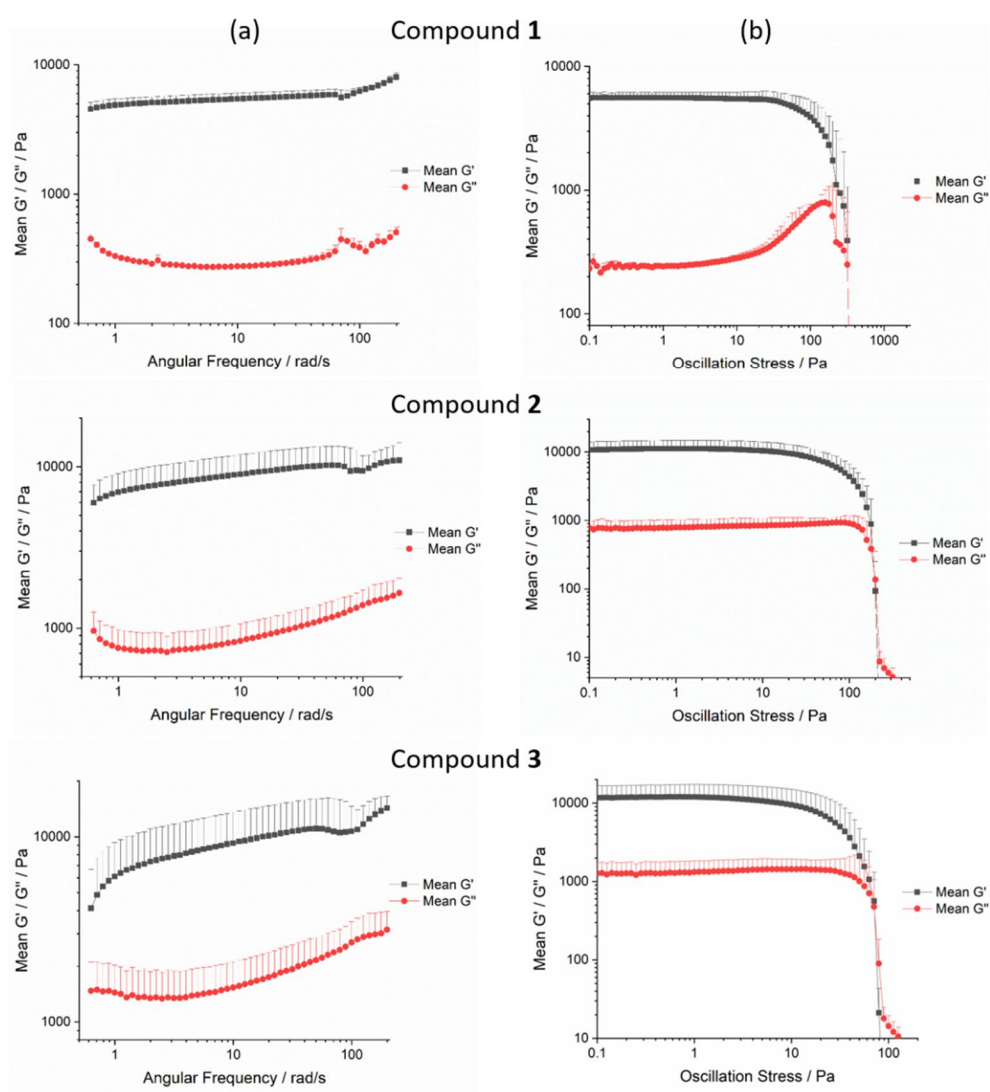 (a)
Compound 1
(b)
10000
1000
100
Mean G' / G'' / Pa
Mean G'
Mean G''
1
10
100
Angular Frequency / rad/s
10000
1000
100
Mean G' / G'' / Pa
Mean G'
Mean G''
0.1
1
10
100
1000
Oscillation Stress / Pa
Compound 2
10000
1000
Mean G' / G'' / Pa
Mean G'
Mean G''
1
10
100
Angular Frequency / rad/s
10000
1000
100
10
Mean G' / G'' / Pa
Mean G'
Mean G''
0.1
1
10
100
Oscillation Stress / Pa
Compound 3
10000
1000
Mean G' / G'' / Pa
Mean G'
Mean G''
1
10
100
Angular Frequency / rad/s
10000
1000
100
10
Mean G' / G'' / Pa
Mean G'
Mean G''
0.1
1
10
100
Oscillation Stress / Pa